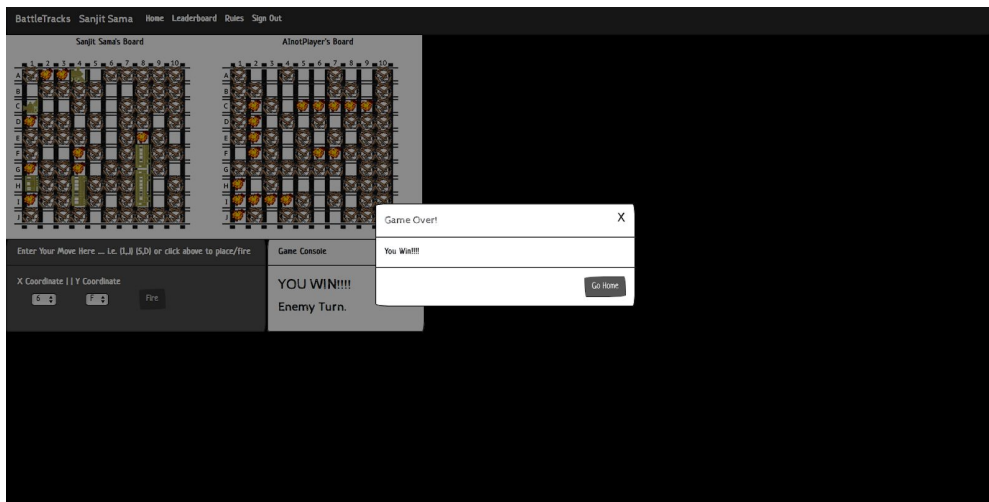 BattleTracks Sanjit Sama Home Leaderboard Rules Sign Out
Sanjit Sama's Board
AInotPlayer's Board
1 2 3 4 5 6 7 8 9 10
A
B
C
D
E
F
G
H
I
J
1 2 3 4 5 6 7 8 9 10
A
B
C
D
E
F
G
H
I
J
Game Over!
X
You Win!!!!
Go Home
Enter Your Move Here .... i.e. (1,J) (5,D) or click above to place/fire
X Coordinate | | Y Coordinate
6
F
Fire
Game Console
YOU WIN!!!!
Enemy Turn.